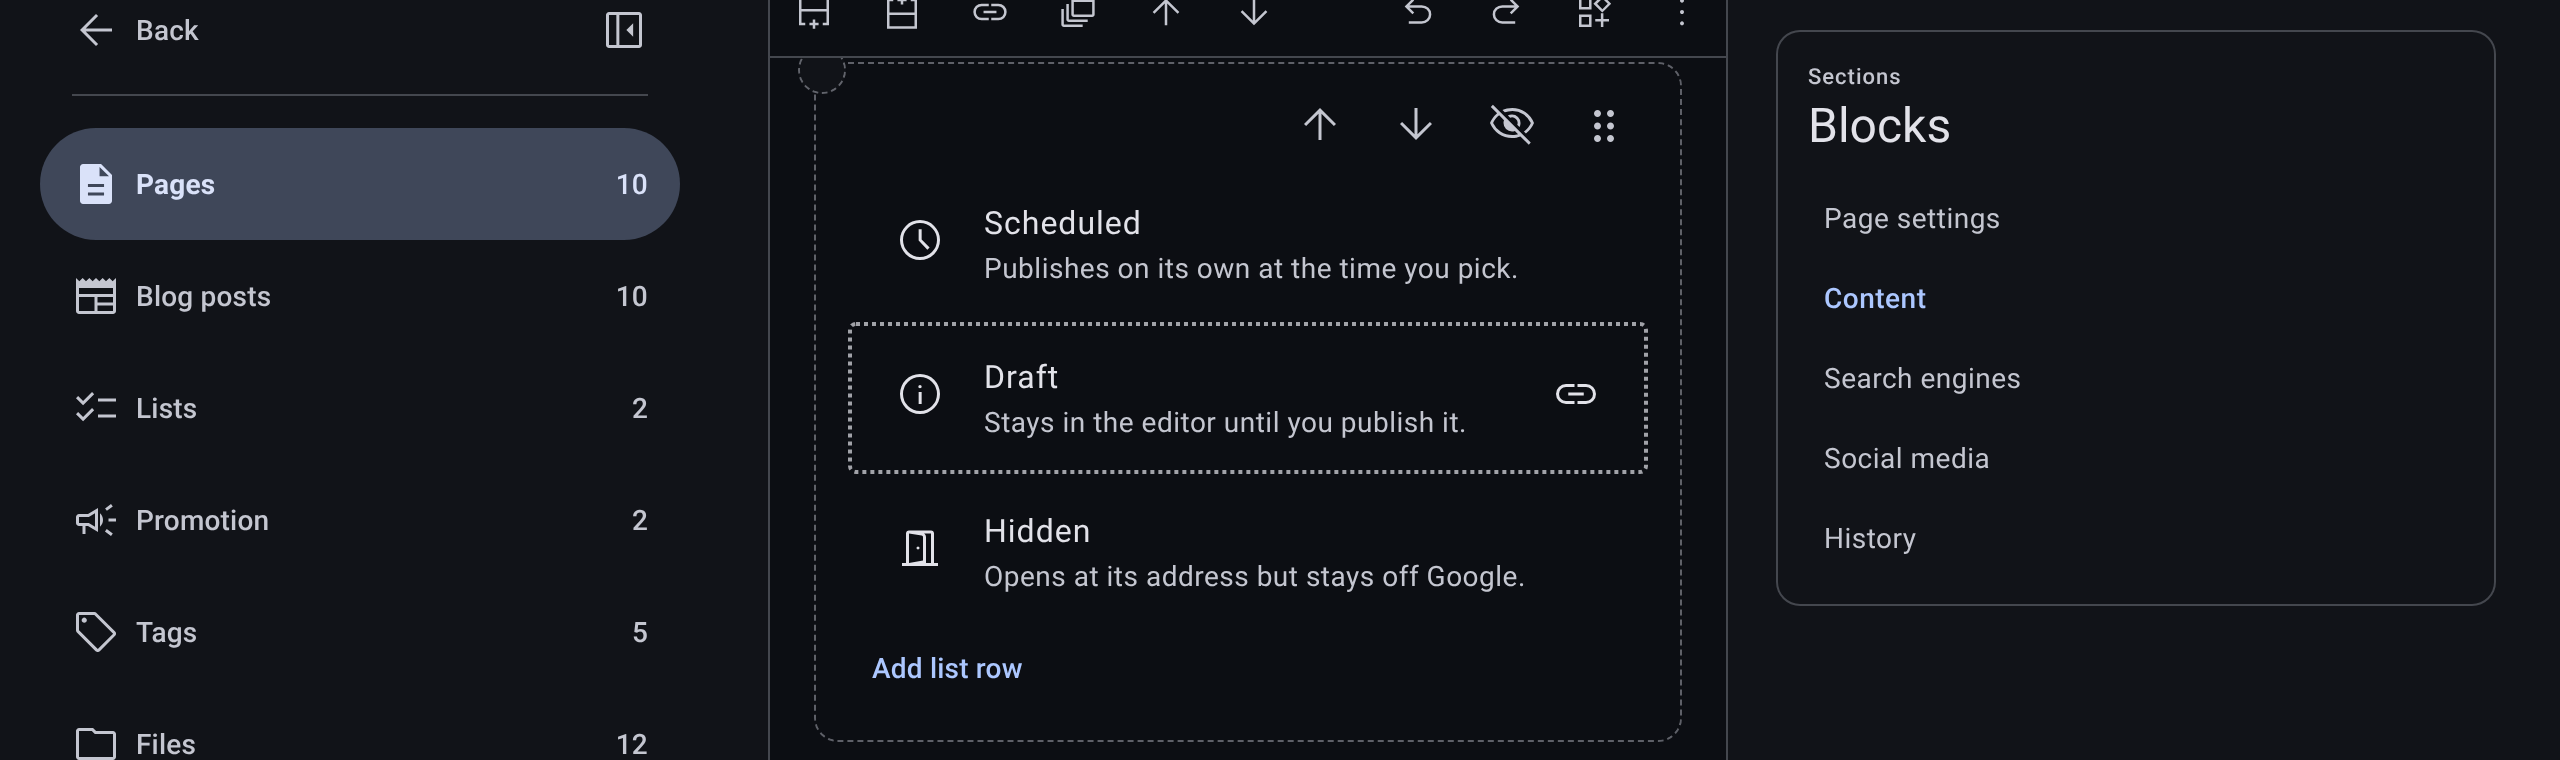 Back
Pages 10
Blog posts 10
Lists 2
Promotion 2
Tags 5
Files 12
Scheduled
Publishes on its own at the time you pick.
Draft
Stays in the editor until you publish it.
Hidden
Opens at its address but stays off Google.
Add list row
Sections
Blocks
Page settings
Content
Search engines
Social media
History